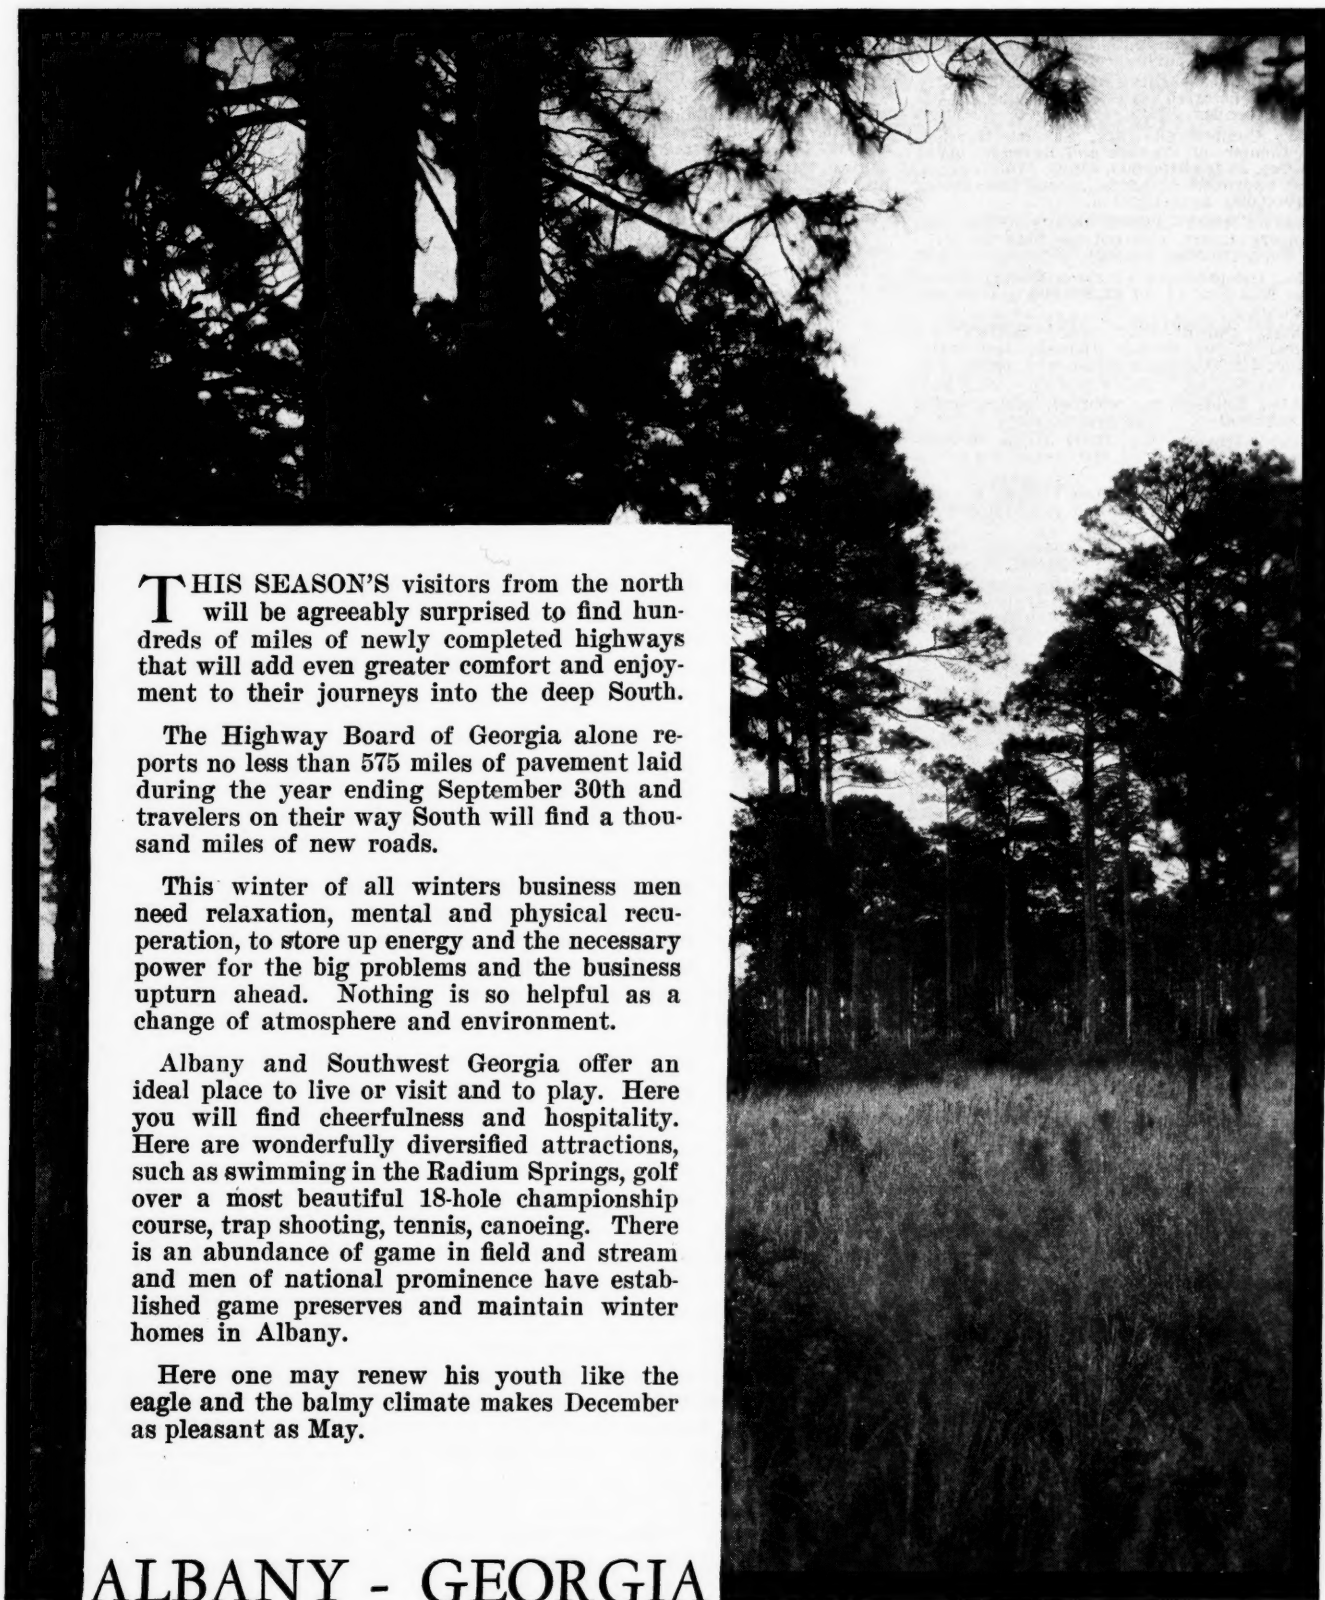 THIS SEASON'S visitors from the north
will be agreeably surprised to find hun-
dreds of miles of newly completed highways
that will add even greater comfort and enjoy-
ment to their journeys into the deep South.
The Highway Board of Georgia alone re-
ports no less than 575 miles of pavement laid
during the year ending September 30th and
travelers on their way South will find a thou-
sand miles of new roads.
This winter of all winters business men
need relaxation, mental and physical recu-
peration, to store up energy and the necessary
power for the big problems and the business
upturn ahead. Nothing is so helpful as a
change of atmosphere and environment.
Albany and Southwest Georgia offer an
ideal place to live or visit and to play. Here
you will find cheerfulness and hospitality.
Here are wonderfully diversified attractions,
such as swimming in the Radium Springs, golf
over a most beautiful 18-hole championship
course, trap shooting, tennis, canoeing. There
is an abundance of game in field and stream
and men of national prominence have estab-
lished game preserves and maintain winter
homes in Albany.
Here one may renew his youth like the
eagle and the balmy climate makes December
as pleasant as May.
ALBANY - GEORGIA